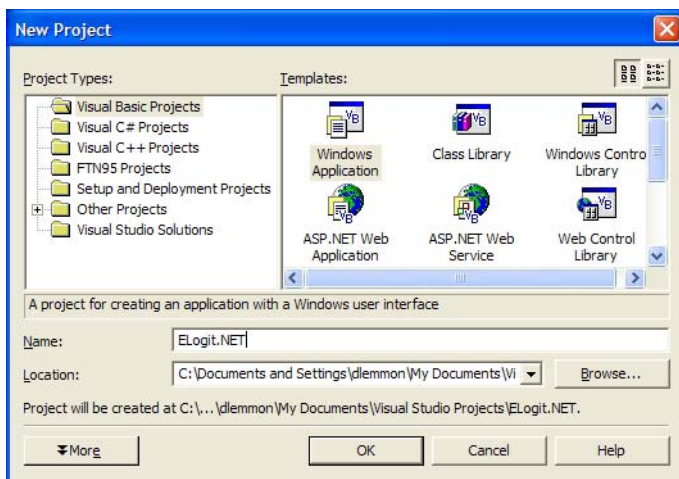 New Project
Project Types:
Templates:
Visual Basic Projects
Visual C# Projects
Visual C++ Projects
FTN95 Projects
Setup and Deployment Projects
Other Projects
Visual Studio Solutions
Windows Application
Class Library
Windows Contro Library
ASP.NET Web Application
ASP.NET Web Service
Web Control Library
A project for creating an application with a Windows user interface
Name:
ELogit.NET
Location:
C:\Documents and Settings\dlemmon\My Documents\Vi
Browse...
Project will be created at C:\...\dlemmon\My Documents\Visual Studio Projects\ELogit.NET.
More
OK
Cancel
Help